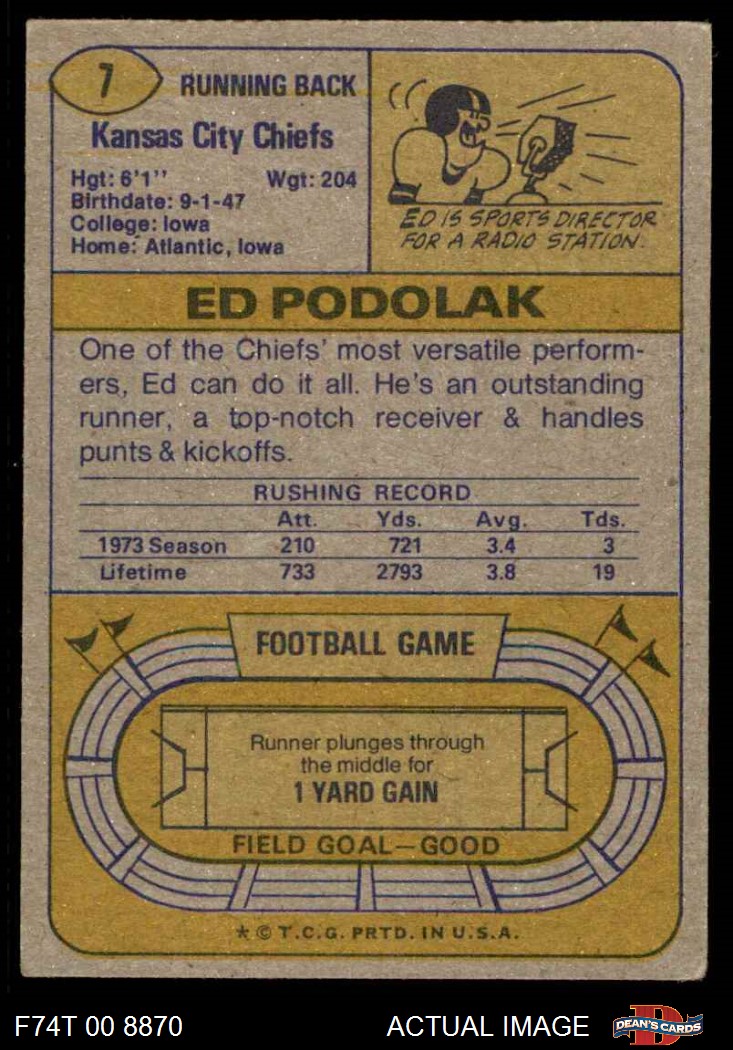 7
RUNNING BACK
Kansas City Chiefs
Hgt: 6'1'' Wgt: 204
Birthdate: 9-1-47
College: Iowa
Home: Atlantic, Iowa
ED IS SPORTS DIRECTOR
FOR A RADIO STATION.
ED PODOLAK
One of the Chiefs' most versatile perform-
ers, Ed can do it all. He's an outstanding
runner, a top-notch receiver & handles
punts & kickoffs.
RUSHING RECORD
Att. Yds. Avg. Tds.
1973 Season 210 721 3.4 3
Lifetime 733 2793 3.8 19
FOOTBALL GAME
Runner plunges through
the middle for
1 YARD GAIN
FIELD GOAL—GOOD
* © T.C.G. PRTD. IN U.S.A.
F74T 00 8870 ACTUAL IMAGE D DEAN'S CARDS